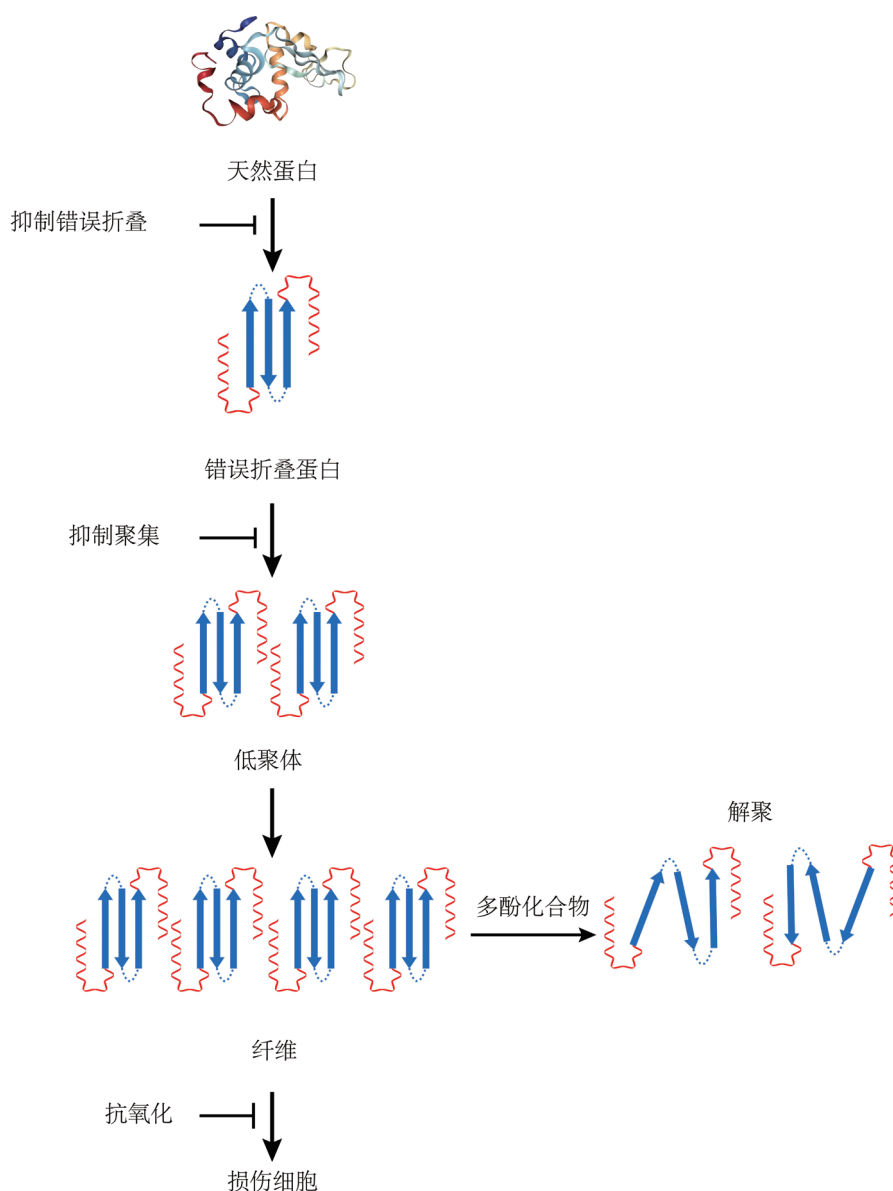 天然蛋白
抑制错误折叠
错误折叠蛋白
抑制聚集
低聚体
解聚
多酚化合物
纤维
抗氧化
损伤细胞